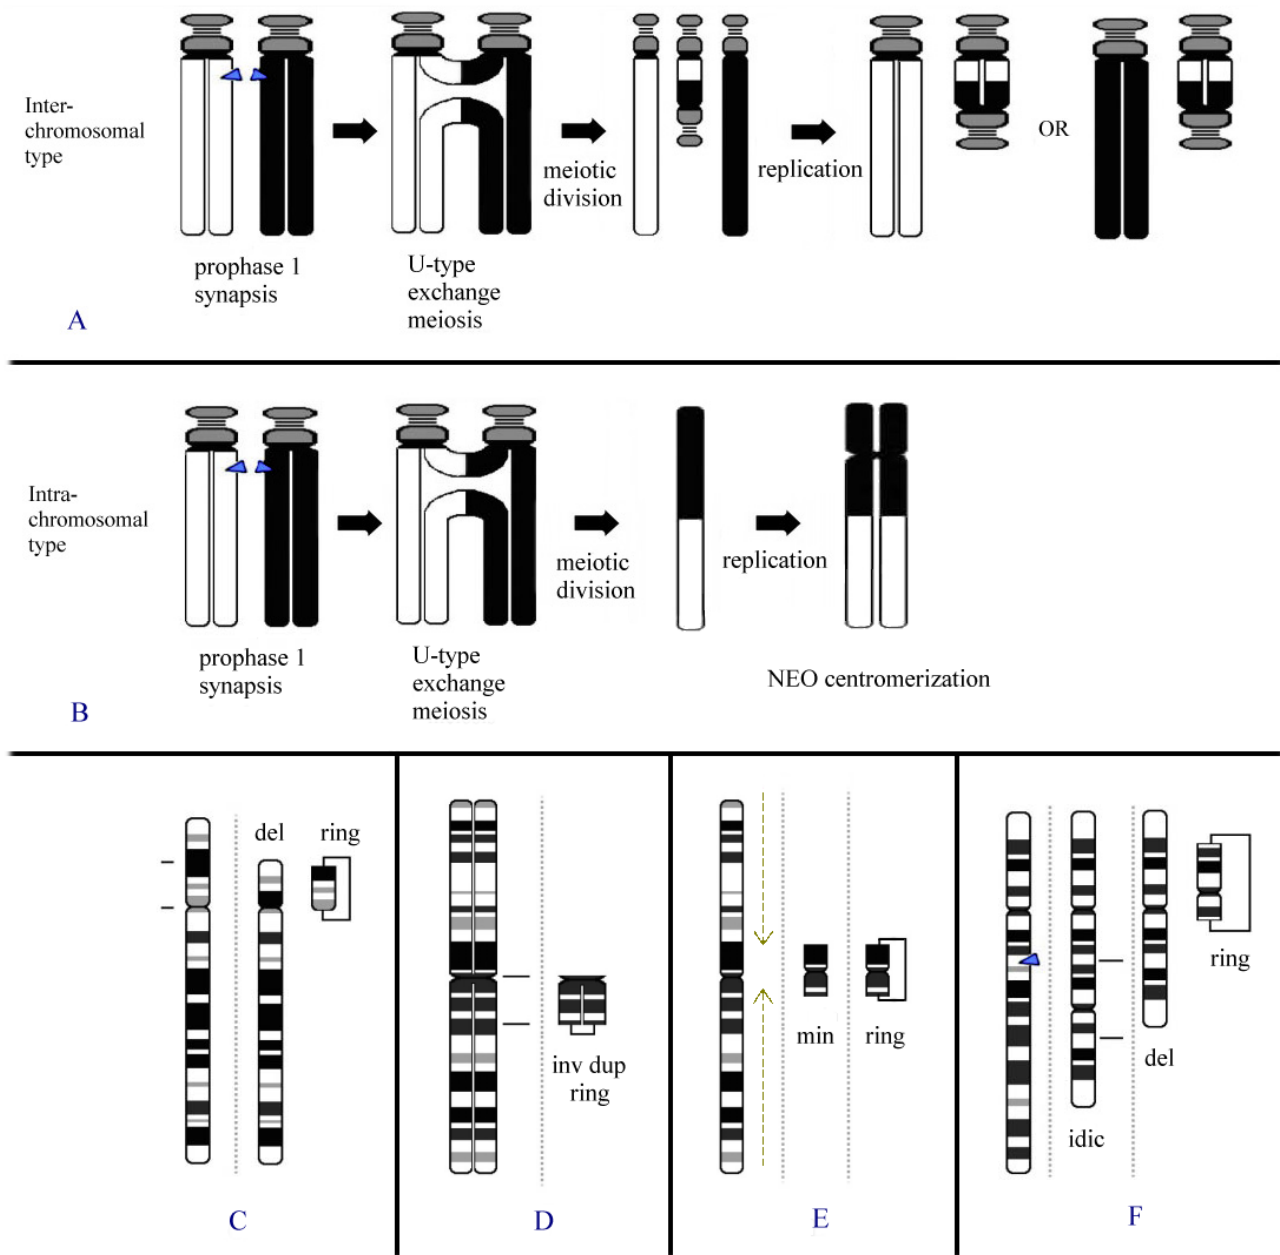 Inter-
chromosomal
type
prophase 1
synapsis
U-type
exchange
meiosis
meiotic
division
replication
OR
A
Intra-
chromosomal
type
prophase 1
synapsis
U-type
exchange
meiosis
meiotic
division
replication
NEO centromerization
B
del
ring
C
inv dup
ring
D
min
ring
E
idic
del
ring
F